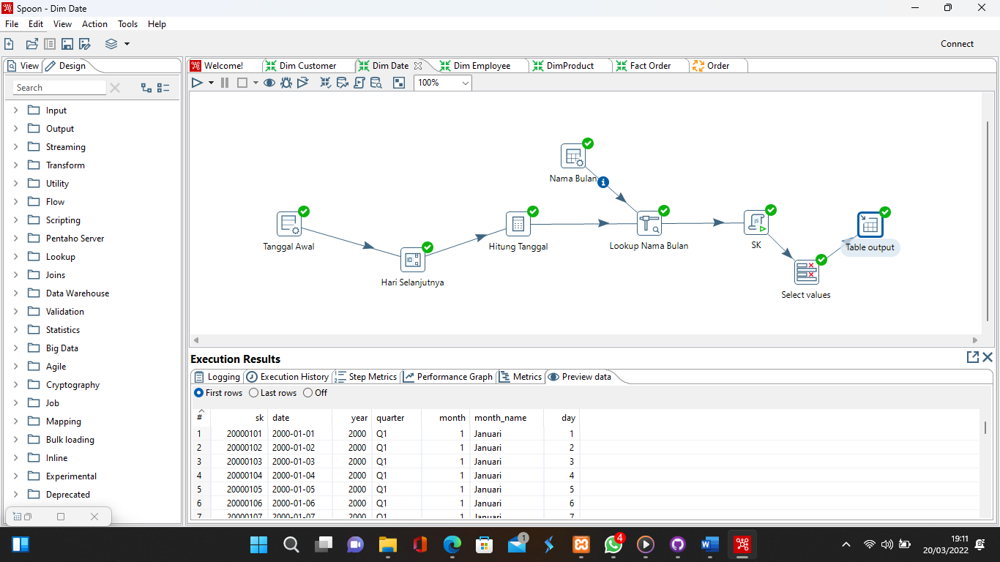 Spoon - Dim Date
File Edit View Action Tools Help
Connect
View Design
Search
Input
Output
Streaming
Transform
Utility
Flow
Scripting
Pentaho Server
Lookup
Joins
Data Warehouse
Validation
Statistics
Big Data
Agile
Cryptography
Job
Mapping
Bulk loading
Inline
Experimental
Deprecated
Welcome! Dim Customer Dim Date Dim Employee DimProduct Fact Order Order
100%
Nama Bulan
Tanggal Awal
Hari Selanjutnya
Hitung Tanggal
Lookup Nama Bulan
SK
Select values
Table output
Execution Results
Logging Execution History Step Metrics Performance Graph Metrics Preview data
First rows Last rows Off
# sk date year quarter month month_name day
1 20000101 2000-01-01 2000 Q1 1 Januari 1
2 20000102 2000-01-02 2000 Q1 1 Januari 2
3 20000103 2000-01-03 2000 Q1 1 Januari 3
4 20000104 2000-01-04 2000 Q1 1 Januari 4
5 20000105 2000-01-05 2000 Q1 1 Januari 5
6 20000106 2000-01-06 2000 Q1 1 Januari 6
7 20000107 2000-01-07 2000 Q1 1 Januari 7
1
4
19:11
20/03/2022